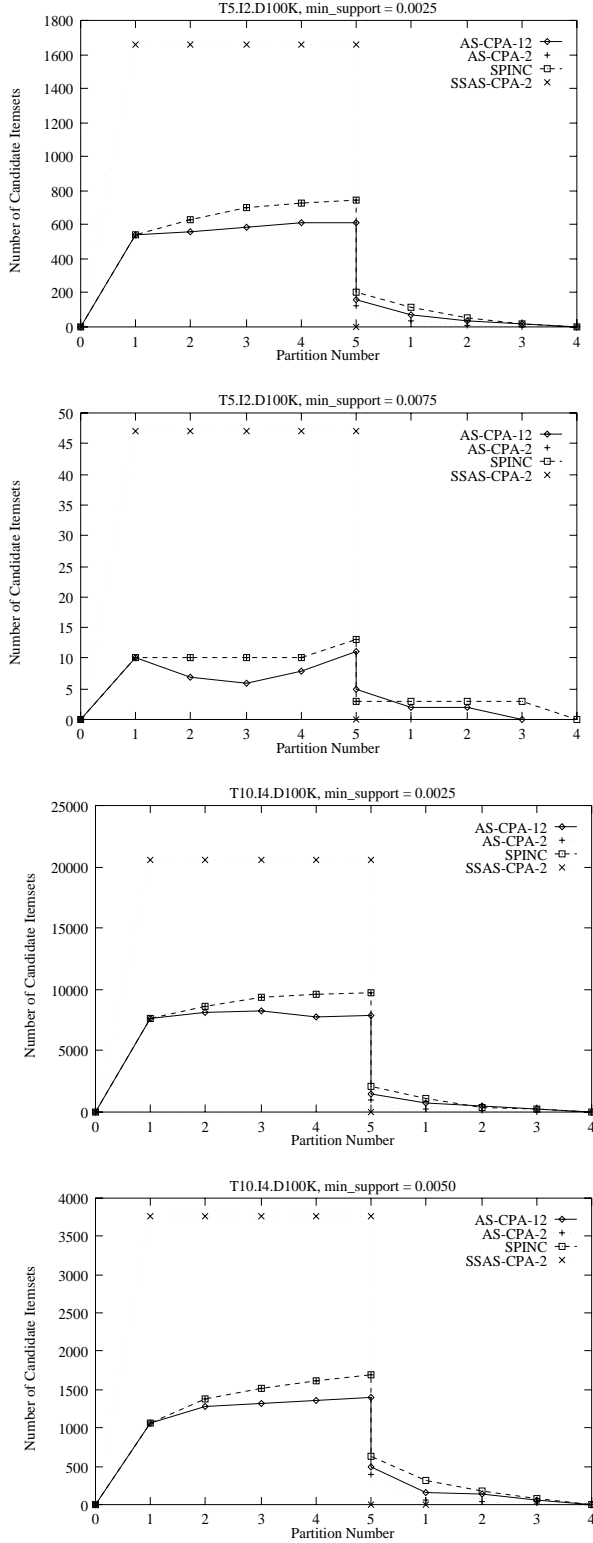 T5.I2.D100K, min_support = 0.0025
1800
1600
1400
1200
1000
800
600
400
200
0
Number of Candidate Itemsets
AS-CPA-12
AS-CPA-2
SPINC
SSAS-CPA-2
0 1 2 3 4 5 1 2 3 4
Partition Number
T5.I2.D100K, min_support = 0.0075
50
45
40
35
30
25
20
15
10
5
0
Number of Candidate Itemsets
AS-CPA-12
AS-CPA-2
SPINC
SSAS-CPA-2
0 1 2 3 4 5 1 2 3 4
Partition Number
T10.I4.D100K, min_support = 0.0025
25000
20000
15000
10000
5000
0
Number of Candidate Itemsets
AS-CPA-12
AS-CPA-2
SPINC
SSAS-CPA-2
0 1 2 3 4 5 1 2 3 4
Partition Number
T10.I4.D100K, min_support = 0.0050
4000
3500
3000
2500
2000
1500
1000
500
0
Number of Candidate Itemsets
AS-CPA-12
AS-CPA-2
SPINC
SSAS-CPA-2
0 1 2 3 4 5 1 2 3 4
Partition Number